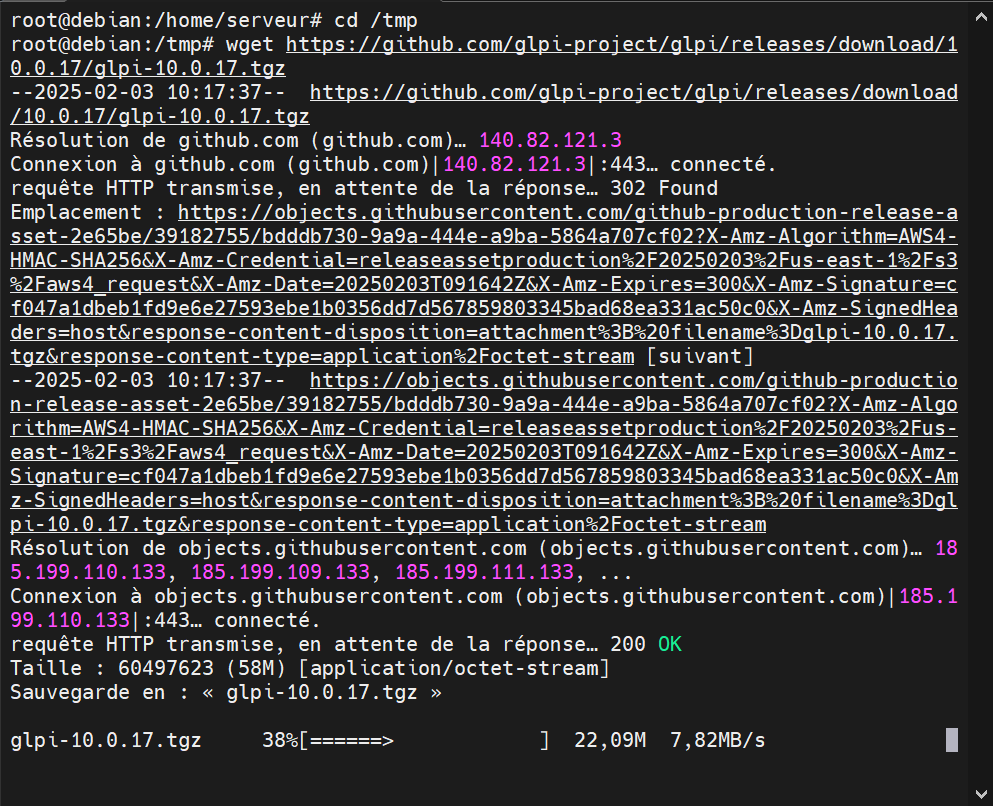 root@debian:/home/serveur# cd /tmp
root@debian:/tmp# wget https://github.com/glpi-project/glpi/releases/download/1
0.0.17/glpi-10.0.17.tgz
--2025-02-03 10:17:37--  https://github.com/glpi-project/glpi/releases/download
/10.0.17/glpi-10.0.17.tgz
Résolution de github.com (github.com)… 140.82.121.3
Connexion à github.com (github.com)|140.82.121.3|:443… connecté.
requête HTTP transmise, en attente de la réponse… 302 Found
Emplacement : https://objects.githubusercontent.com/github-production-release-a
sset-2e65be/39182755/bdddb730-9a9a-444e-a9ba-5864a707cf02?X-Amz-Algorithm=AWS4-
HMAC-SHA256&X-Amz-Credential=releaseassetproduction%2F20250203%2Fus-east-1%2Fs3
%2Faws4_request&X-Amz-Date=20250203T091642Z&X-Amz-Expires=300&X-Amz-Signature=c
f047a1dbeb1fd9e6e27593ebe1b0356dd7d567859803345bad68ea331ac50c0&X-Amz-SignedHea
ders=host&response-content-disposition=attachment%3B%20filename%3Dglpi-10.0.17.
tgz&response-content-type=application%2Foctet-stream [suivant]
--2025-02-03 10:17:37--  https://objects.githubusercontent.com/github-productio
n-release-asset-2e65be/39182755/bdddb730-9a9a-444e-a9ba-5864a707cf02?X-Amz-Algo
rithm=AWS4-HMAC-SHA256&X-Amz-Credential=releaseassetproduction%2F20250203%2Fus-
east-1%2Fs3%2Faws4_request&X-Amz-Date=20250203T091642Z&X-Amz-Expires=300&X-Amz-
Signature=cf047a1dbeb1fd9e6e27593ebe1b0356dd7d567859803345bad68ea331ac50c0&X-Am
z-SignedHeaders=host&response-content-disposition=attachment%3B%20filename%3Dgl
pi-10.0.17.tgz&response-content-type=application%2Foctet-stream
Résolution de objects.githubusercontent.com (objects.githubusercontent.com)… 18
5.199.110.133, 185.199.109.133, 185.199.111.133, ...
Connexion à objects.githubusercontent.com (objects.githubusercontent.com)|185.1
99.110.133|:443… connecté.
requête HTTP transmise, en attente de la réponse… 200 OK
Taille : 60497623 (58M) [application/octet-stream]
Sauvegarde en : « glpi-10.0.17.tgz »
glpi-10.0.17.tgz     38%[======>            ]  22,09M  7,82MB/s